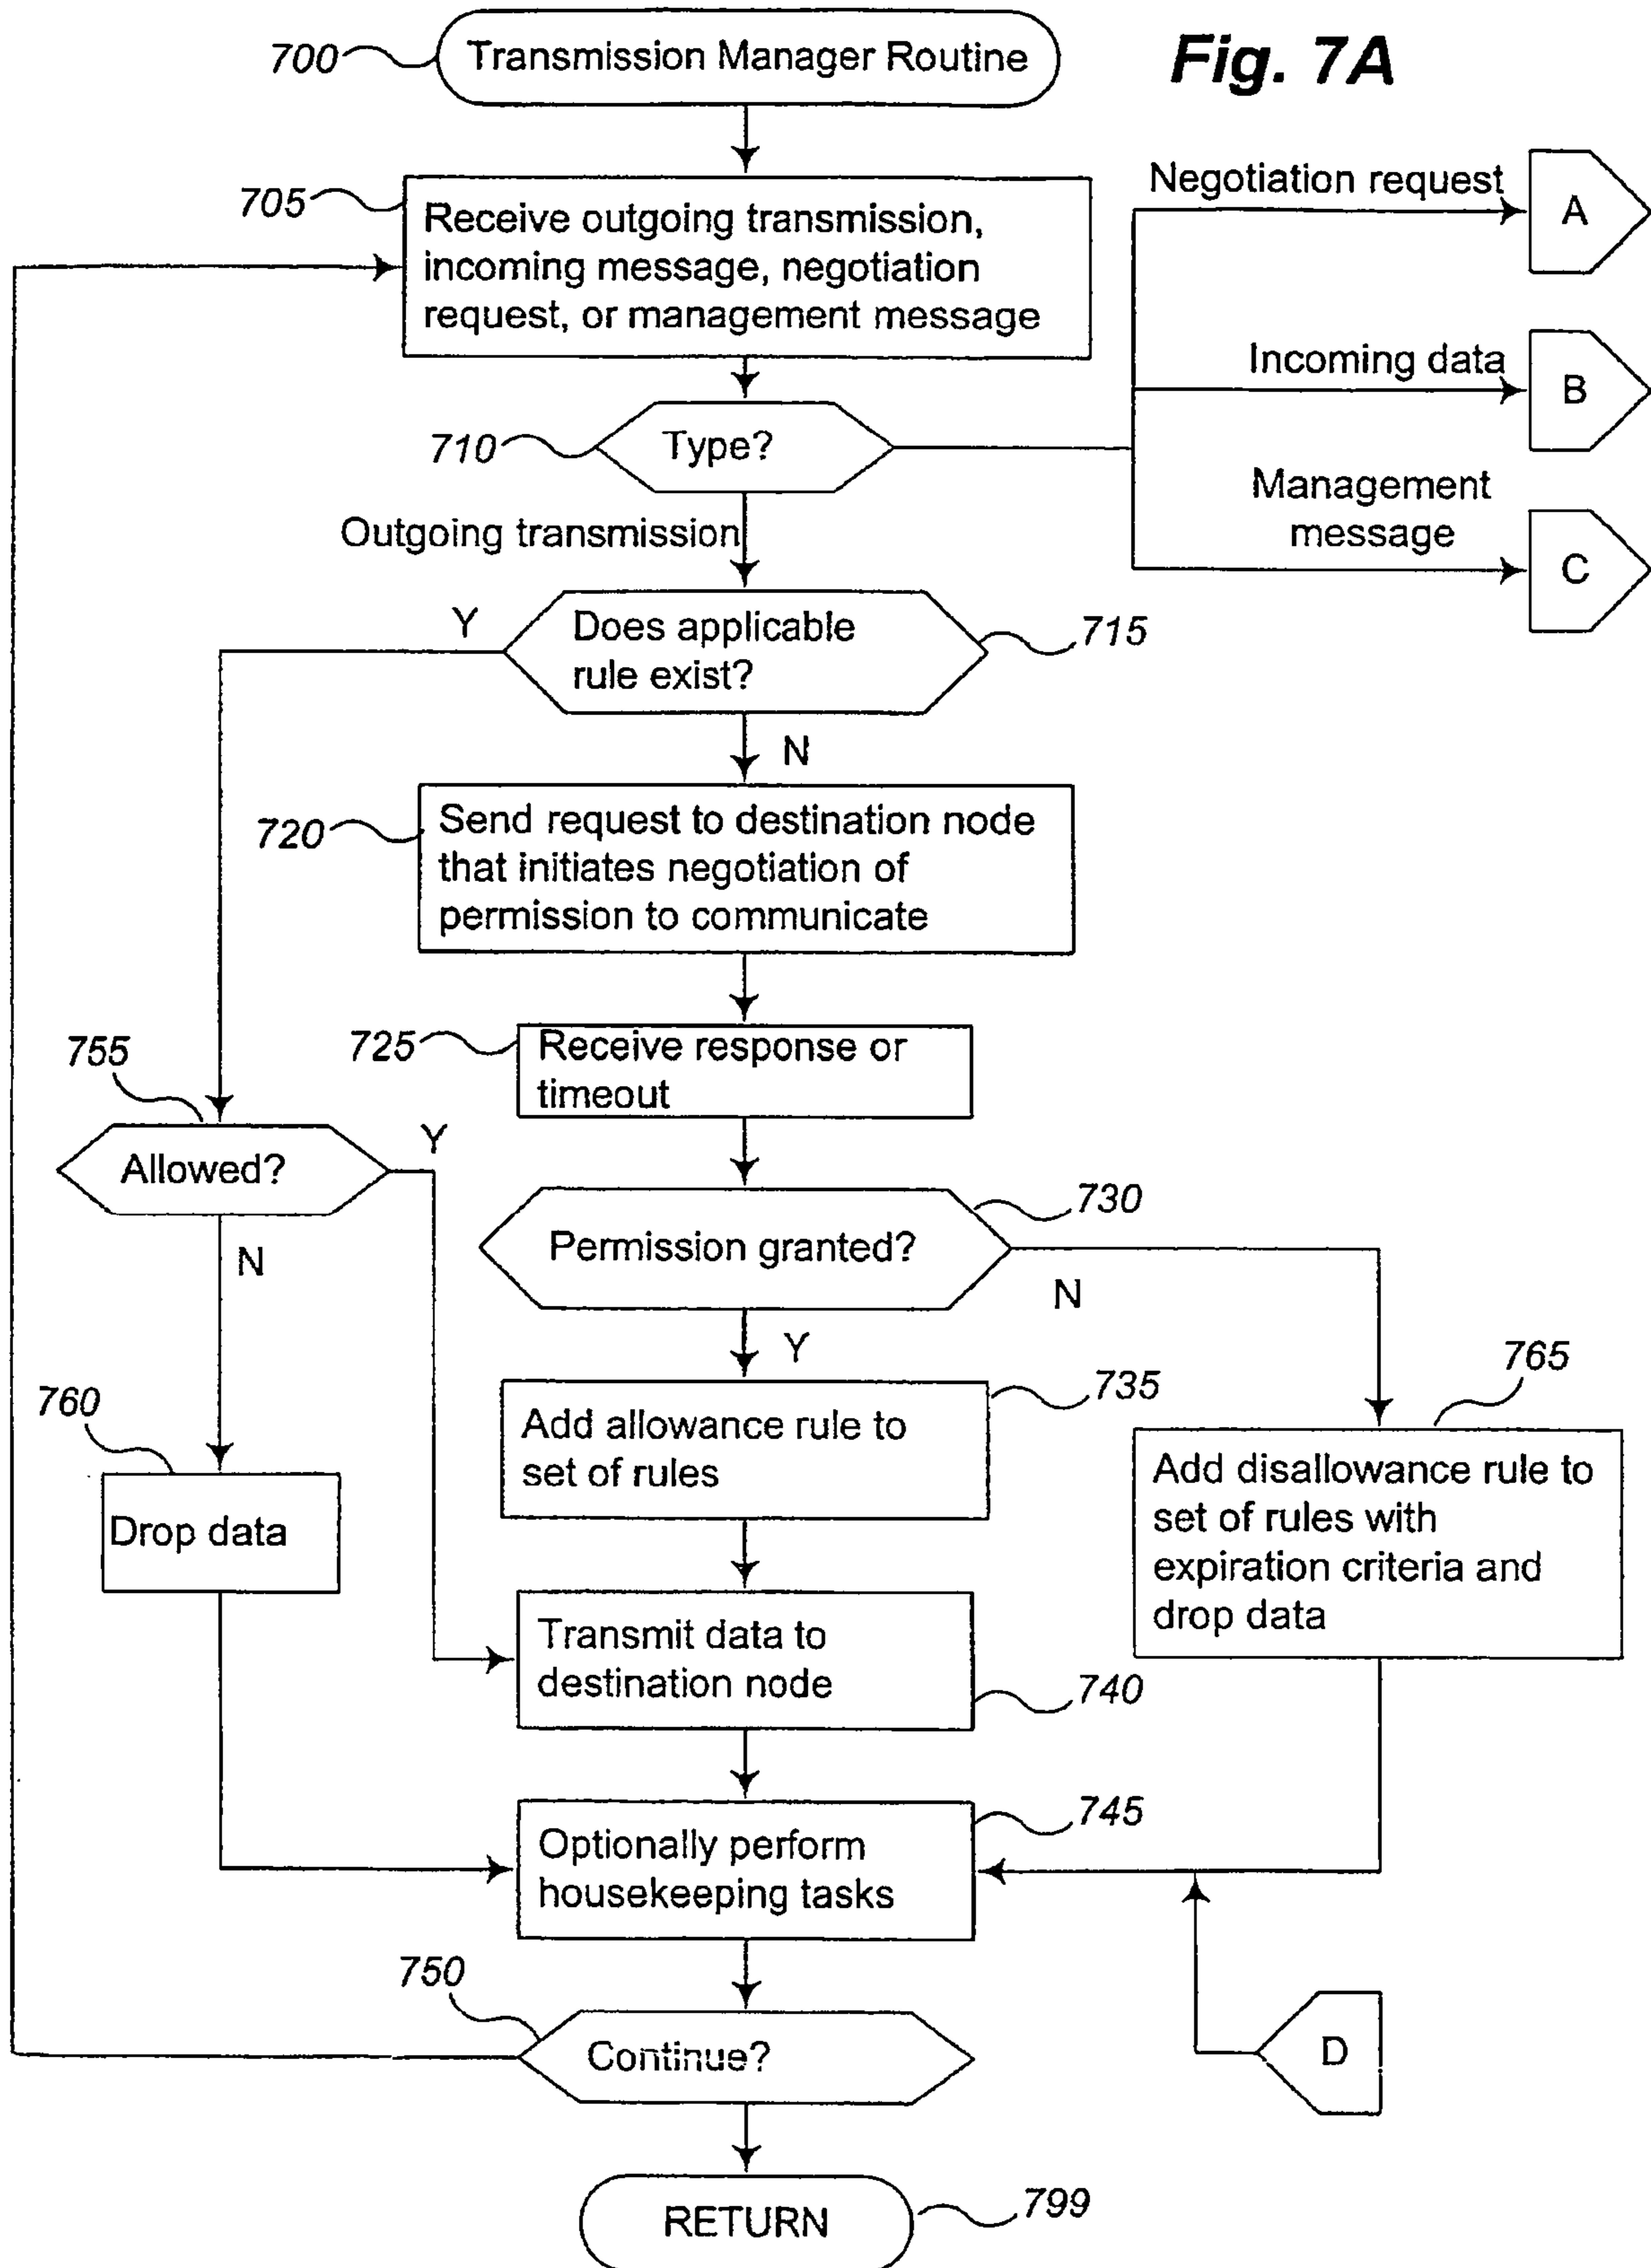 700
Transmission Manager Routine
Fig. 7A
705
Receive outgoing transmission,
incoming message, negotiation
request, or management message
Negotiation request
A
Incoming data
B
Management
message
C
710
Type?
Outgoing transmission
Y
Does applicable
rule exist?
715
N
720
Send request to destination node
that initiates negotiation of
permission to communicate
725
Receive response or
timeout
755
Allowed?
Y
N
Permission granted?
730
N
Y
760
Drop data
Add allowance rule to
set of rules
735
765
Add disallowance rule to
set of rules with
expiration criteria and
drop data
Transmit data to
destination node
740
Optionally perform
housekeeping tasks
745
750
Continue?
D
RETURN
799